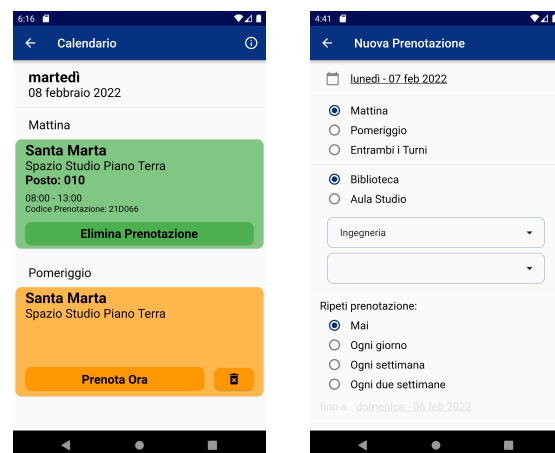 6:16
Calendario
martedì
08 febbraio 2022
Mattina
Santa Marta
Spazio Studio Piano Terra
Posto: 010
08:00 - 13:00
Codice Prenotazione: 21D066
Elimina Prenotazione
Pomeriggio
Santa Marta
Spazio Studio Piano Terra
Prenota Ora
4:41
Nuova Prenotazione
lunedì - 07 feb 2022
Mattina
Pomeriggio
Entrambi i Turni
Biblioteca
Aula Studio
Ingegneria
Ripeti prenotazione:
Mai
Ogni giorno
Ogni settimana
Ogni due settimane
fino a domenica - 06 feb 2022